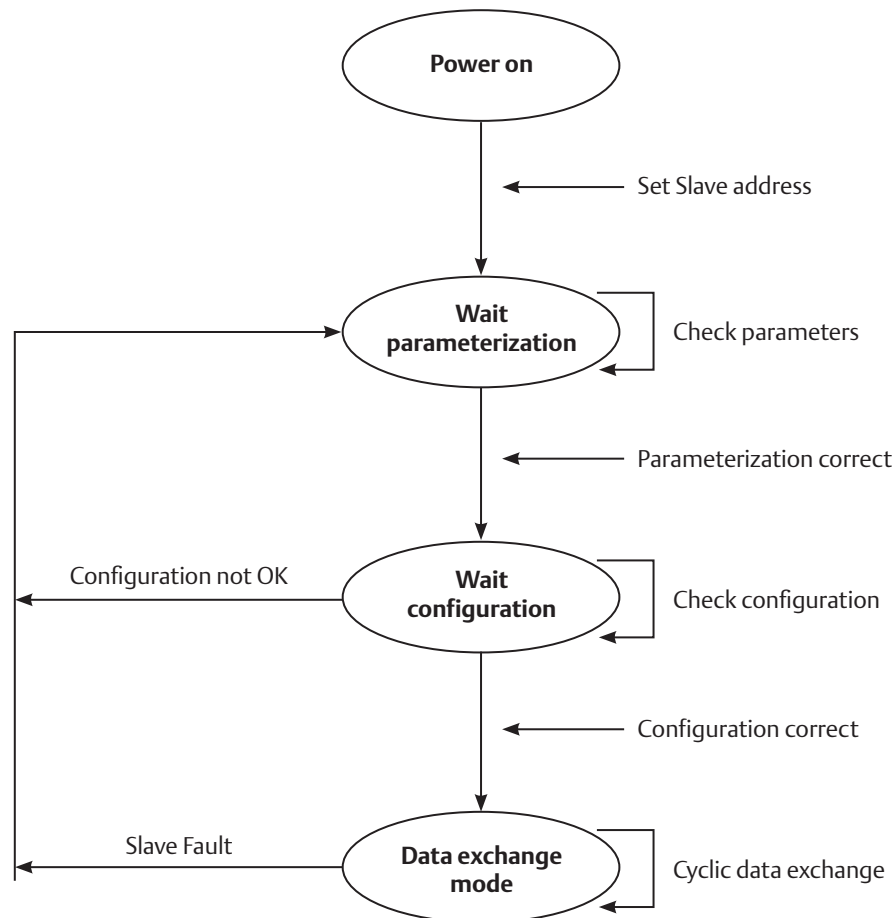 Power on
Set Slave address
Wait
parameterization
Check parameters
Parameterization correct
Configuration not OK
Wait
configuration
Check configuration
Configuration correct
Slave Fault
Data exchange
mode
Cyclic data exchange